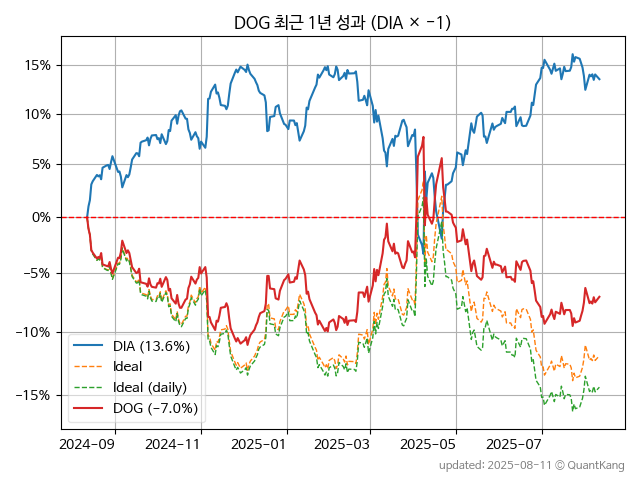 DOG 최근 1년 성과 (DIA × −1)
15%
10%
5%
0%
−5%
−10%
−15%
DIA (13.6%)
Ideal
Ideal (daily)
DOG (−7.0%)
2024-09
2024-11
2025-01
2025-03
2025-05
2025-07
updated: 2025-08-11 © QuantKang